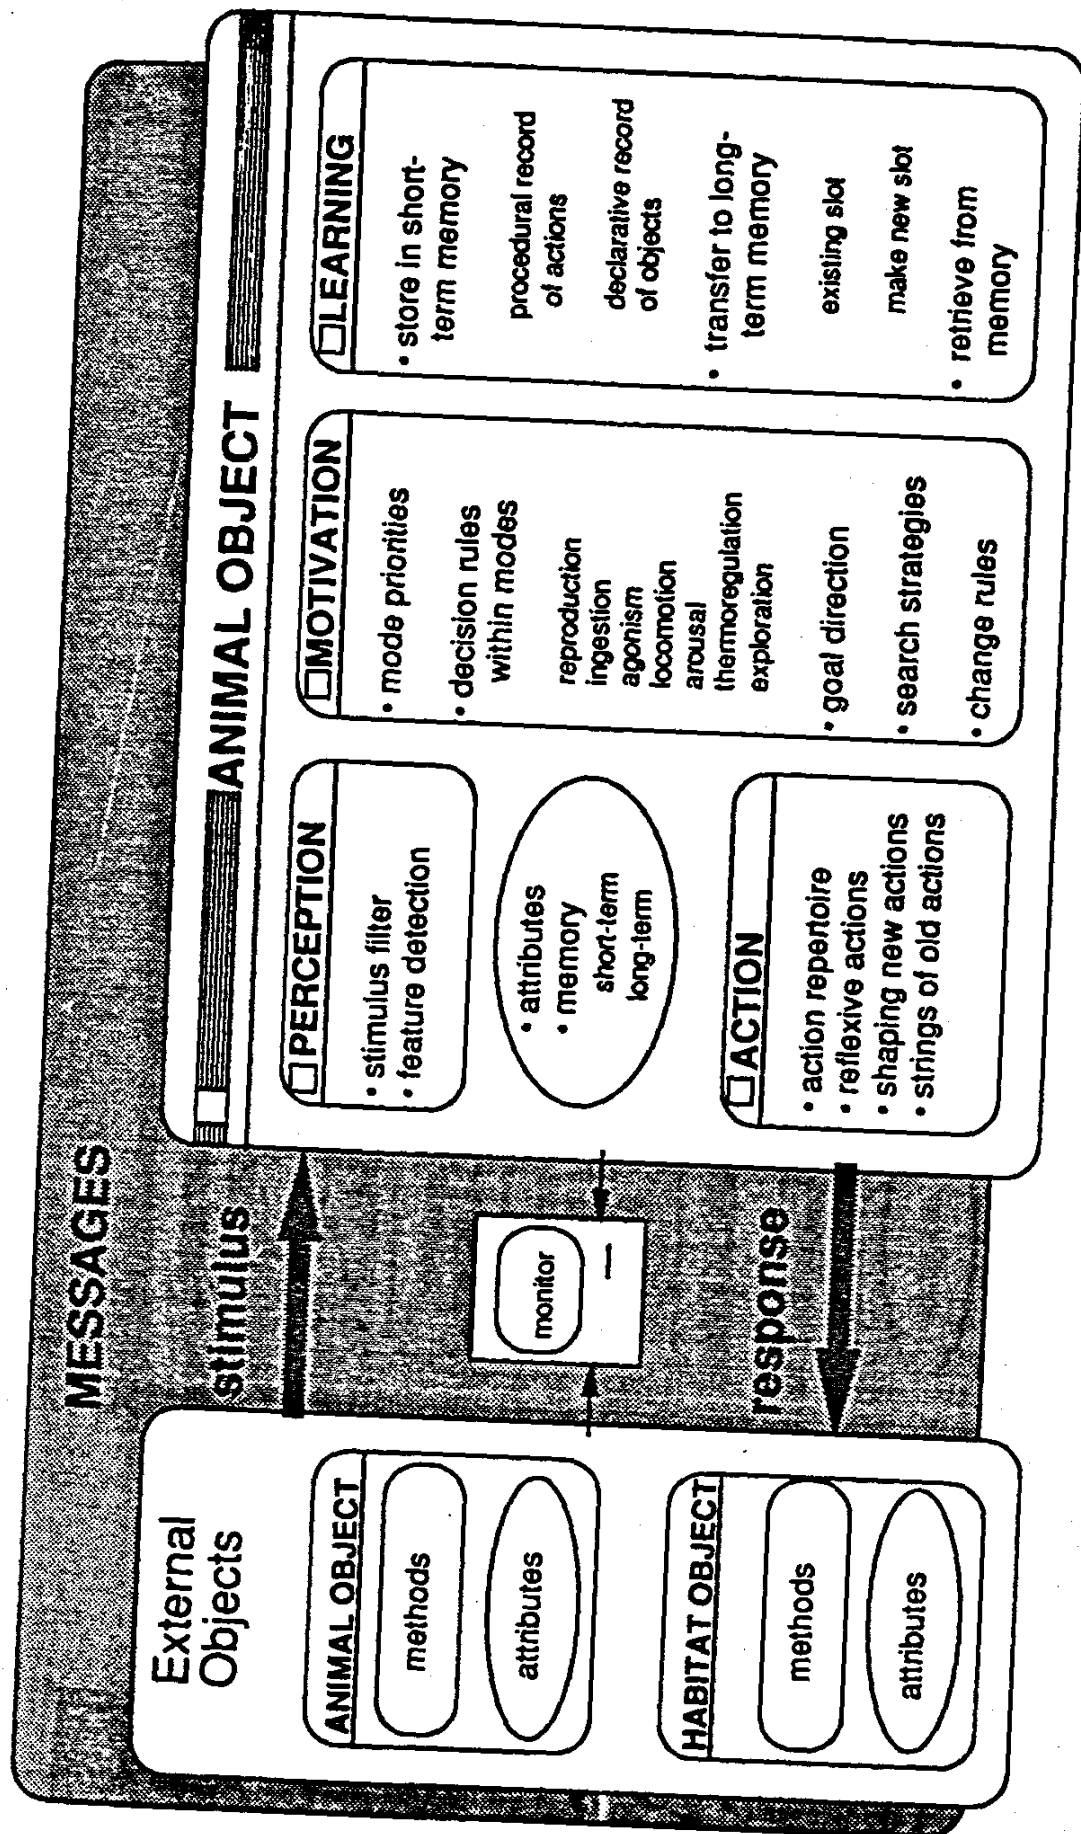 MESSAGES
External
Objects
ANIMAL OBJECT
methods
attributes
HABITAT OBJECT
methods
attributes
stimulus
monitor
response
ANIMAL OBJECT
PERCEPTION
• stimulus filter
• feature detection
• attributes
• memory
short-term
long-term
ACTION
• action repertoire
• reflexive actions
• shaping new actions
• strings of old actions
MOTIVATION
• mode priorities
• decision rules
within modes
reproduction
ingestion
agonism
locomotion
arousal
thermoregulation
exploration
• goal direction
• search strategies
• change rules
LEARNING
• store in short-
term memory
procedural record
of actions
declarative record
of objects
• transfer to long-
term memory
existing slot
make new slot
• retrieve from
memory